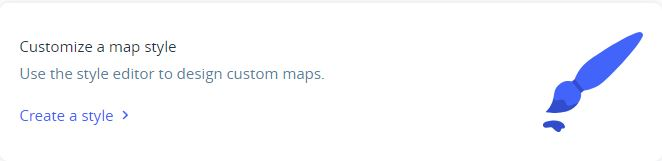 Customize a map style
Use the style editor to design custom maps.
Create a style